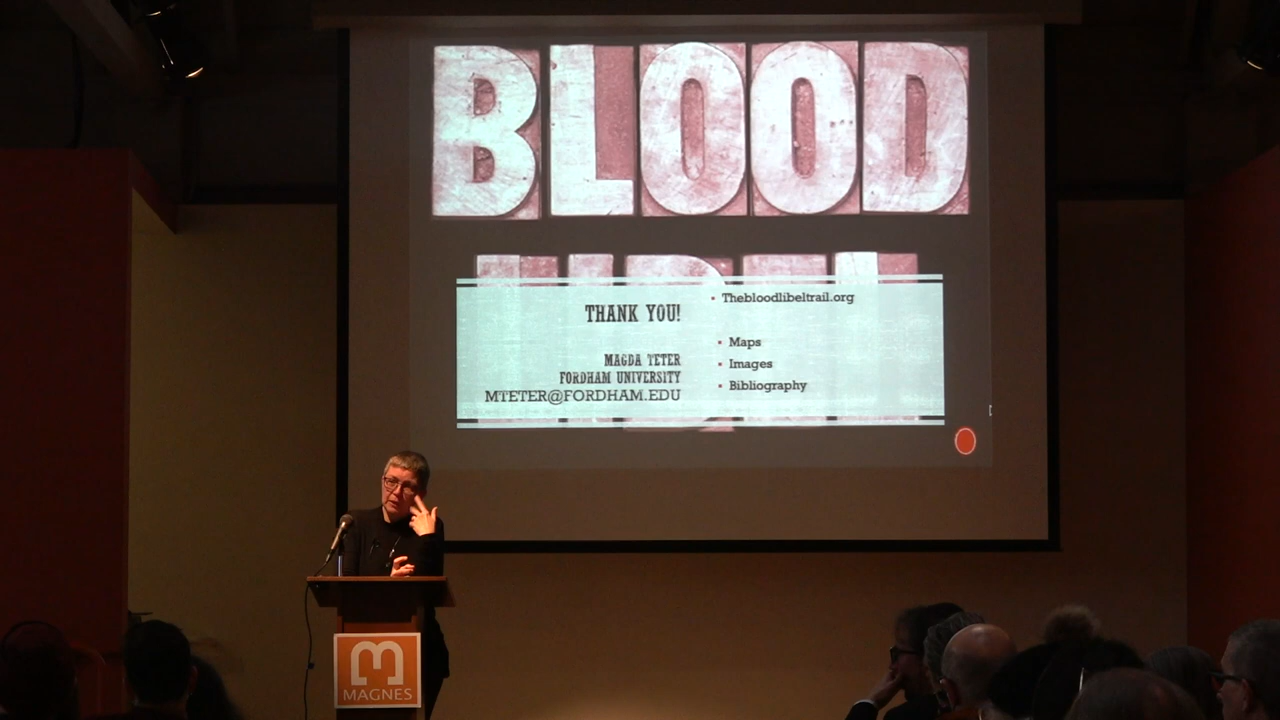 BLOOD
THANK YOU!
MAGDA TETER
FORDHAM UNIVERSITY
MTETER@FORDHAM.EDU
Thebloodlibeltrail.org
Maps
Images
Bibliography
MAGNES